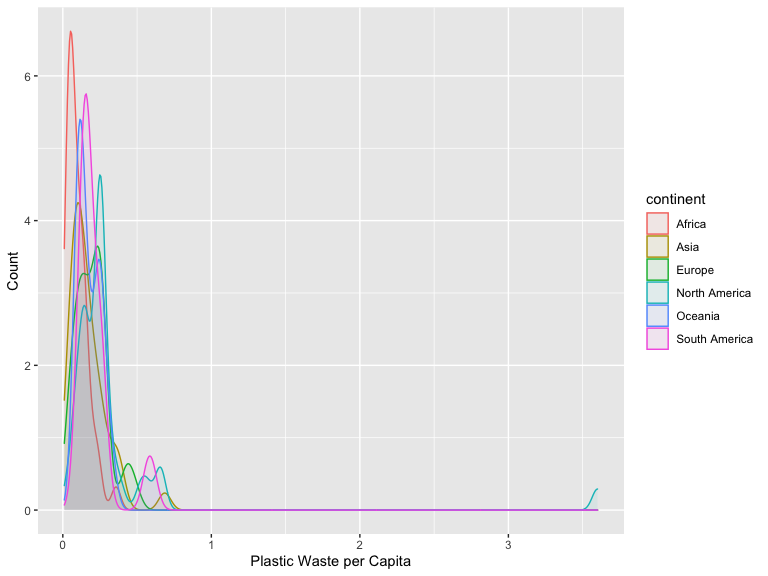 6
4
2
0
0
1
2
3
Count
Plastic Waste per Capita
continent
Africa
Asia
Europe
North America
Oceania
South America